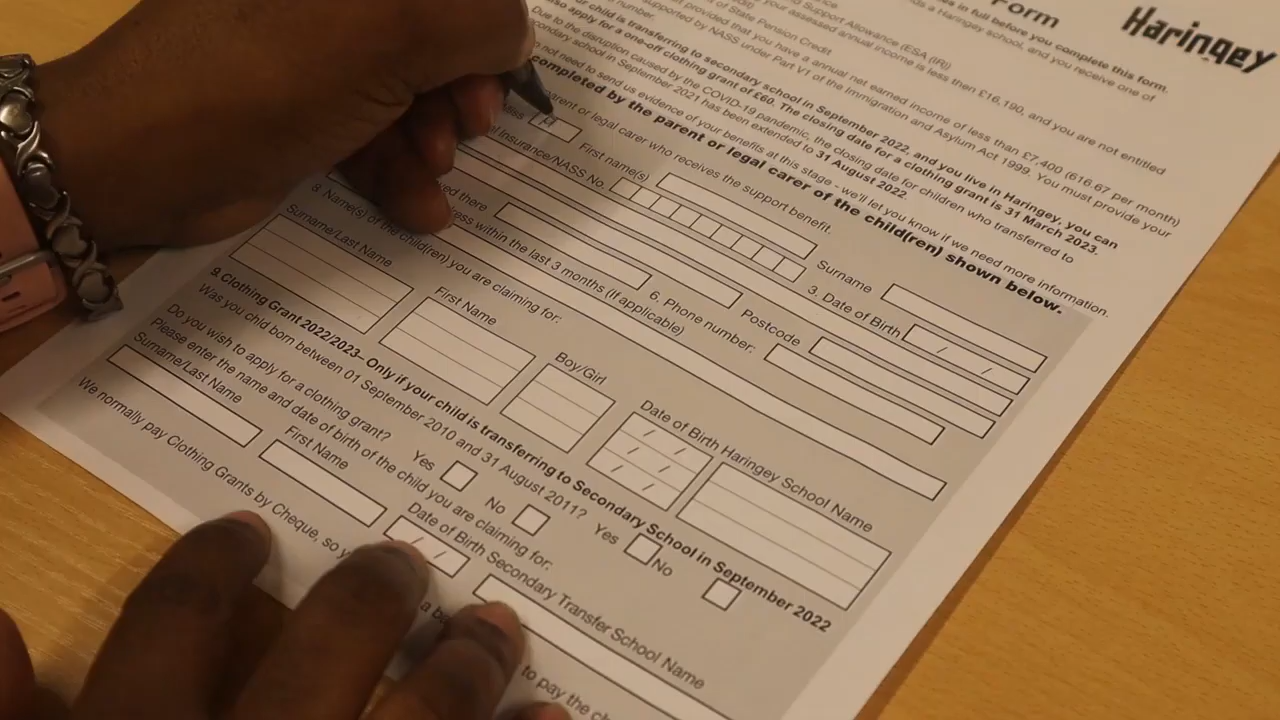 Form
Haringey
s in full before you complete this form.
ds a Haringey school, and you receive one of
Support Allowance (ESA (IR))
of State Pension Credit
provided that you have a annual net earned income of less than £7,400 (616.67 per month)
your assessed annual income is less than £16,190, and you are not entitled
supported by NASS under Part V1 of the Immigration and Asylum Act 1999. You must provide your
number.
ur child is transferring to secondary school in September 2022, and you live in Haringey, you can
also apply for a one-off clothing grant of £60. The closing date for a clothing grant is 31 March 2023.
Due to the disruption caused by the COVID-19 pandemic, the closing date for children who transferred to
secondary school in September 2021 has been extended to 31 August 2022
not need to send us evidence of your benefits at this stage - we'll let you know if we need more information.
completed by the parent or legal carer of the child(ren) shown below.
parent or legal carer who receives the support benefit.
First name(s)
Surname
Insurance/NASS No.
3. Date of Birth
/ /
there
Postcode
ress within the last 3 months (if applicable)
6. Phone number:
8. Name(s) of the child(ren) you are claiming for:
Surname/Last Name
First Name
Boy/Girl
Date of Birth
Haringey School Name
/ /
/ /
/ /
9. Clothing Grant 2022/2023– Only if your child is transferring to Secondary School in September 2022
Was you chid born between 01 September 2010 and 31 August 2011? Yes No
Do you wish to apply for a clothing grant? Yes No
Please enter the name and date of birth of the child you are claiming for:
Surname/Last Name
First Name
Date of Birth
Secondary Transfer School Name
/ /
We normally pay Clothing Grants by Cheque, so
to pay the